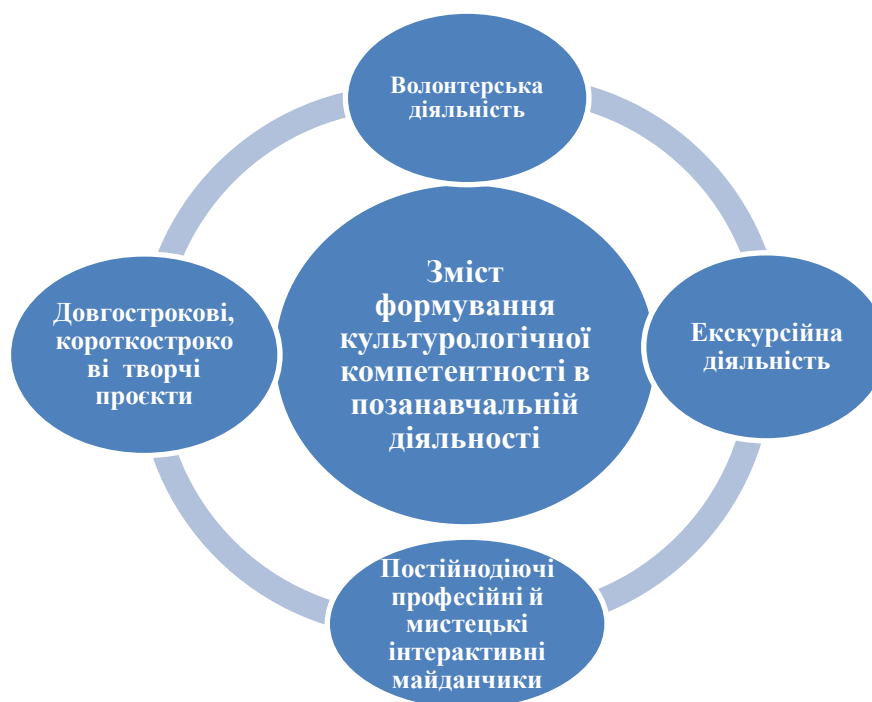 Волонтерська
діяльність
Зміст
формування
культурологічної
компетентності в
позанавчальній
діяльності
Довгострокові,
короткостроко
ві творчі
проєкти
Екскурсійна
діяльність
Постійнодіючі
професійні й
мистецькі
інтерактивні
майданчики